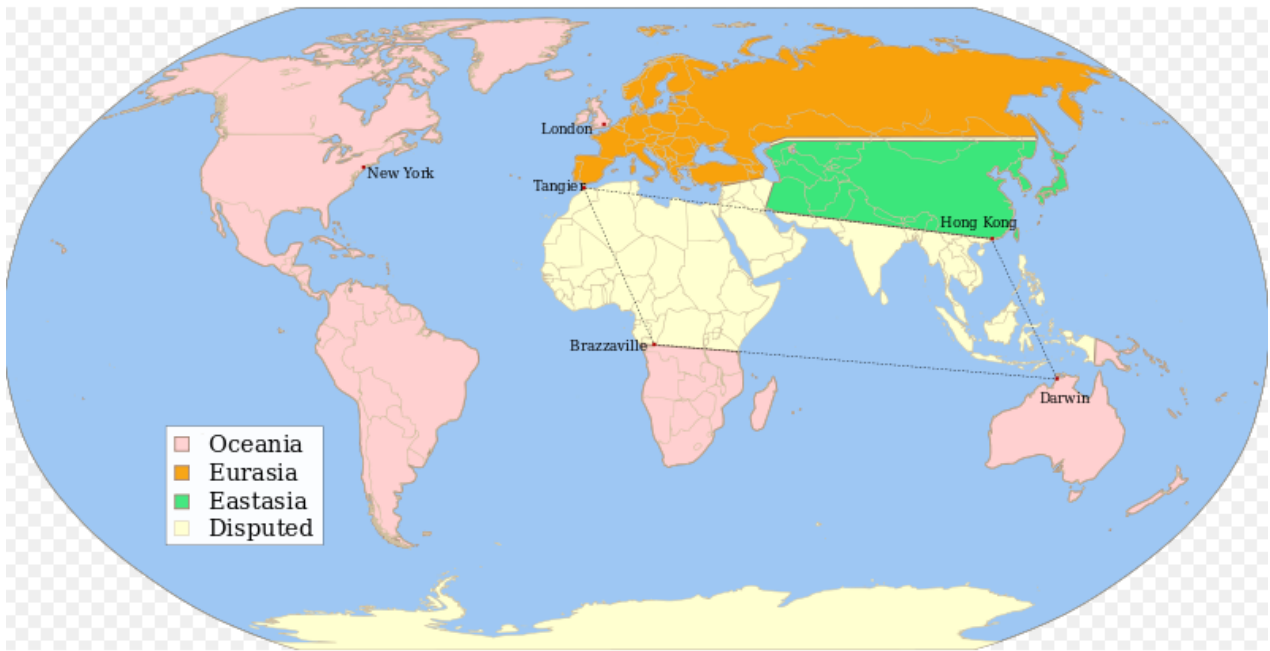 London
New York
Tangier
Hong Kong
Brazzaville
Darwin
Oceania
Eurasia
Eastasia
Disputed